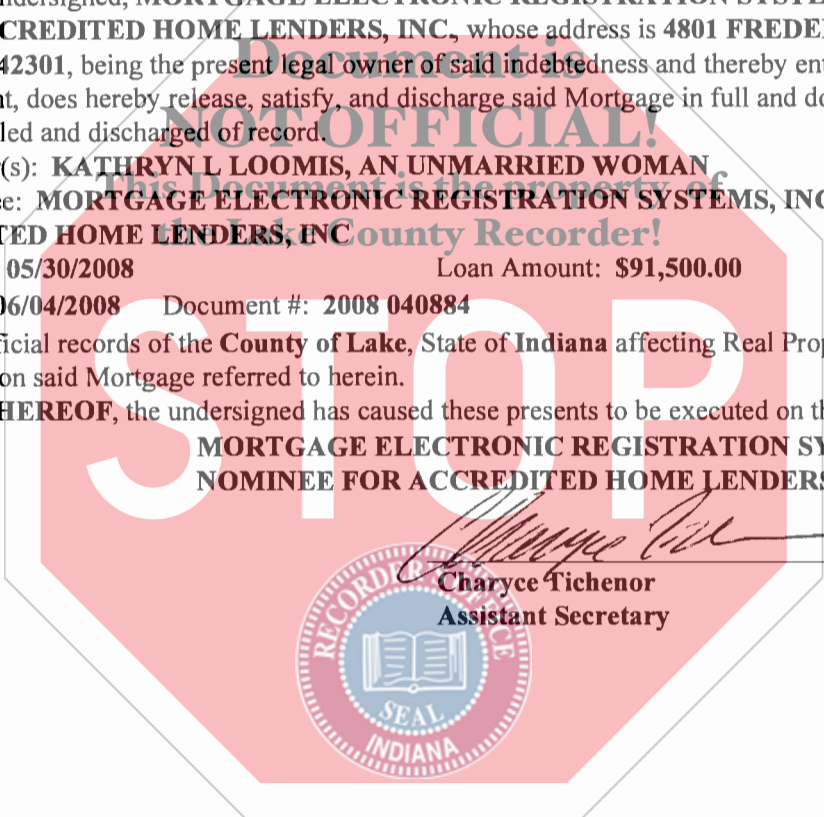 ndersigned, MORTGAGE ELECTRONIC REGISTRATION SYSTEM
CREDITED HOME LENDERS, INC, whose address is 4801 FREDE
42301, being the present legal owner of said indebtedness and thereby ent
t, does hereby release, satisfy, and discharge said Mortgage in full and do
led and discharged of record.
(s): KATHRYN L LOOMIS, AN UNMARRIED WOMAN
e: MORTGAGE ELECTRONIC REGISTRATION SYSTEMS, INC
TED HOME LENDERS, INC
05/30/2008 Loan Amount: $91,500.00
06/04/2008 Document #: 2008 040884
ficial records of the County of Lake, State of Indiana affecting Real Prop
on said Mortgage referred to herein.
HEREOF, the undersigned has caused these presents to be executed on th
MORTGAGE ELECTRONIC REGISTRATION SY
NOMINEE FOR ACCREDITED HOME LENDERS
Charyce Tichenor
Assistant Secretary
Document is
NOT OFFICIAL!
This Document is the property of
the Lake County Recorder!
STOP
RECORDER'S OFFICE
SEAL
INDIANA